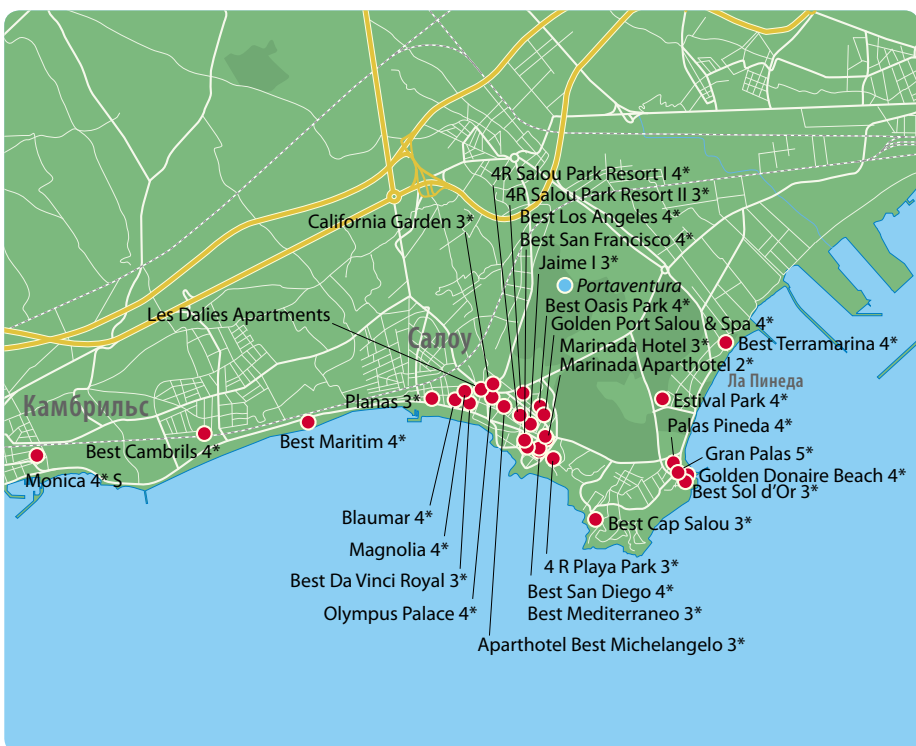 4R Salou Park Resort I 4*
4R Salou Park Resort II 3*
California Garden 3*
Best Los Angeles 4*
Best San Francisco 4*
Jaime I 3*
Portaventura
Best Oasis Park 4*
Les Dalies Apartments
Golden Port Salou & Spa 4*
Салоу
Marinada Hotel 3*
Best Terramarina 4*
Marinada Aparthotel 2*
Ла Пинеда
Камбрильс
Planas 3*
Estival Park 4*
Palas Pineda 4*
Best Maritim 4*
Best Cambrils 4*
Gran Palas 5*
Golden Donaire Beach 4*
Monica 4* S
Best Sol d'Or 3*
Blaumar 4*
Best Cap Salou 3*
Magnolia 4*
4 R Playa Park 3*
Best Da Vinci Royal 3*
Best San Diego 4*
Olympus Palace 4*
Best Mediterraneo 3*
Aparthotel Best Michelangelo 3*